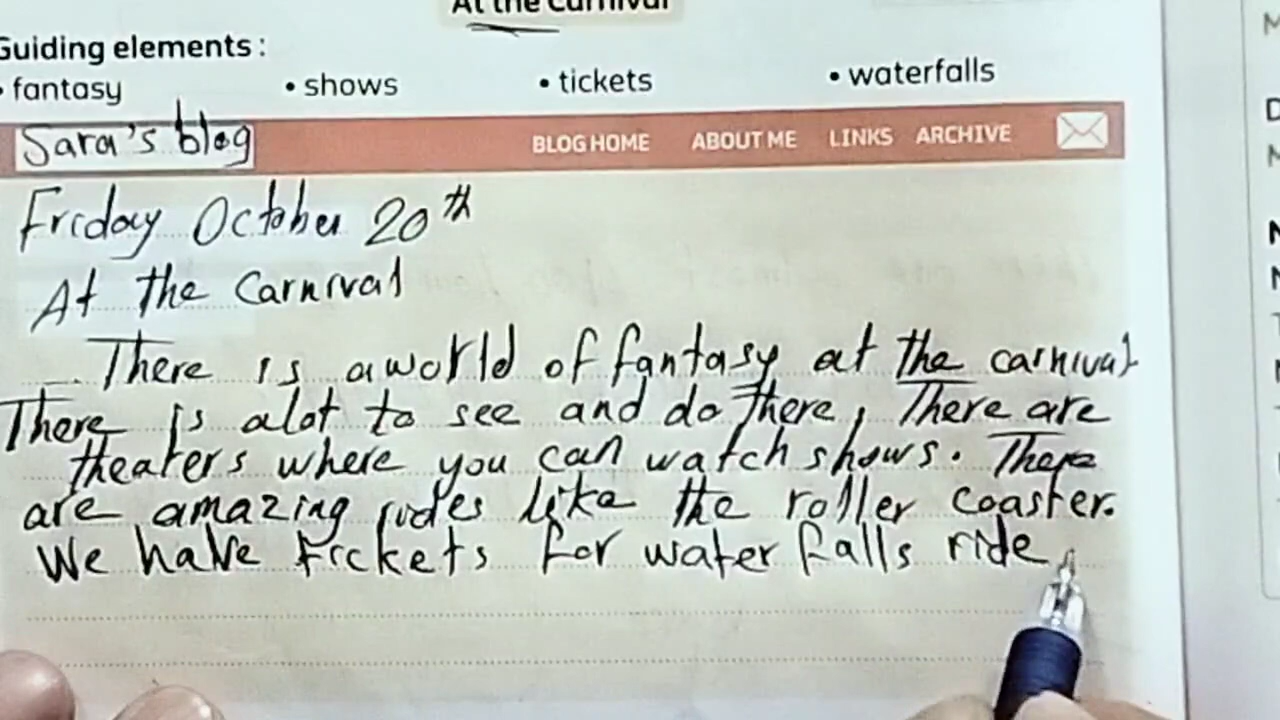 At the Carnival
Guiding elements :
• fantasy • shows • tickets • waterfalls
Sara's blog BLOG HOME ABOUT ME LINKS ARCHIVE
Friday October 20th
At the Carnival
There is a world of fantasy at the carnival
There is alot to see and do there, There are
theaters where you can watch shows. There
are amazing rides like the roller coaster.
We have tickets for water falls ride